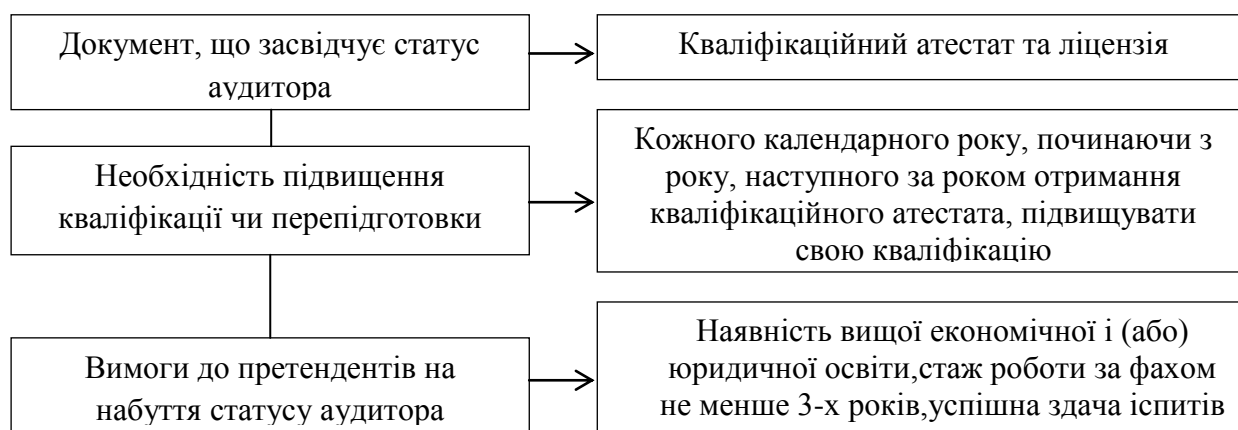 Документ, що засвідчує статус
аудитора
Кваліфікаційний атестат та ліцензія
Необхідність підвищення
кваліфікації чи перепідготовки
Кожного календарного року, починаючи з
року, наступного за роком отримання
кваліфікаційного атестата, підвищувати
свою кваліфікацію
Вимоги до претендентів на
набуття статусу аудитора
Наявність вищої економічної і (або)
юридичної освіти,стаж роботи за фахом
не менше 3-х років,успішна здача іспитів